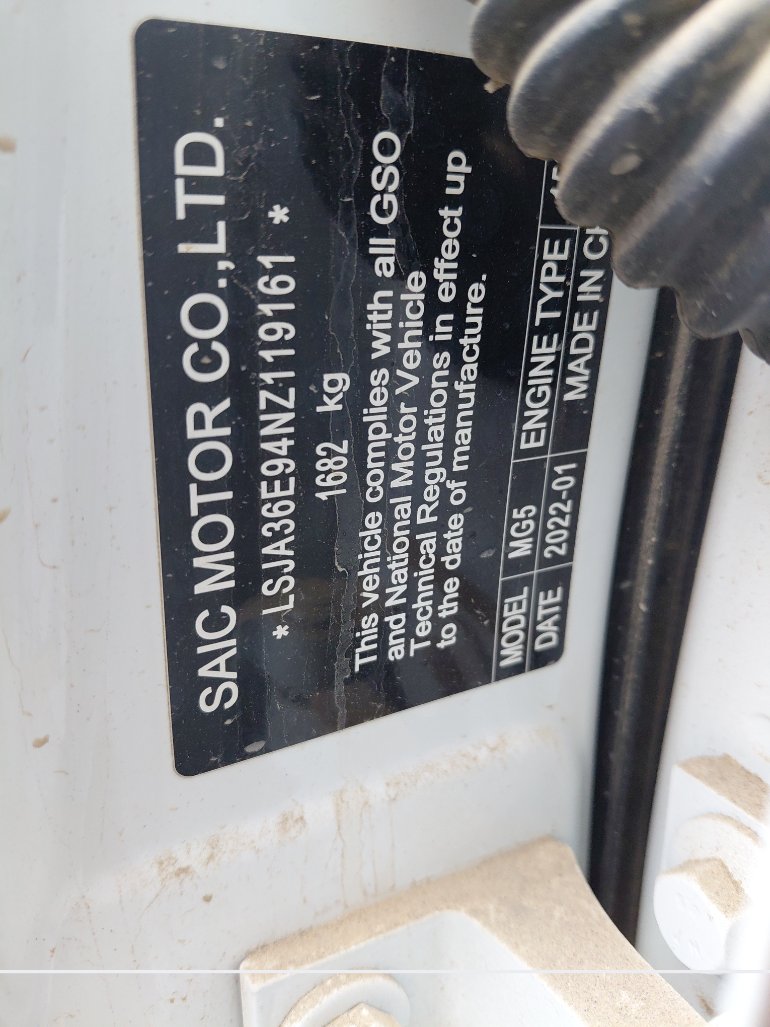 SAIC MOTOR CO.,LTD.
*LSJA36E94NZ119161 *
1682 kg
This vehicle complies with all GSO
and National Motor Vehicle
Technical Regulations in effect up
to the date of manufacture.
MODEL MG5 ENGINE TYPE
DATE 2022-01 MADE IN